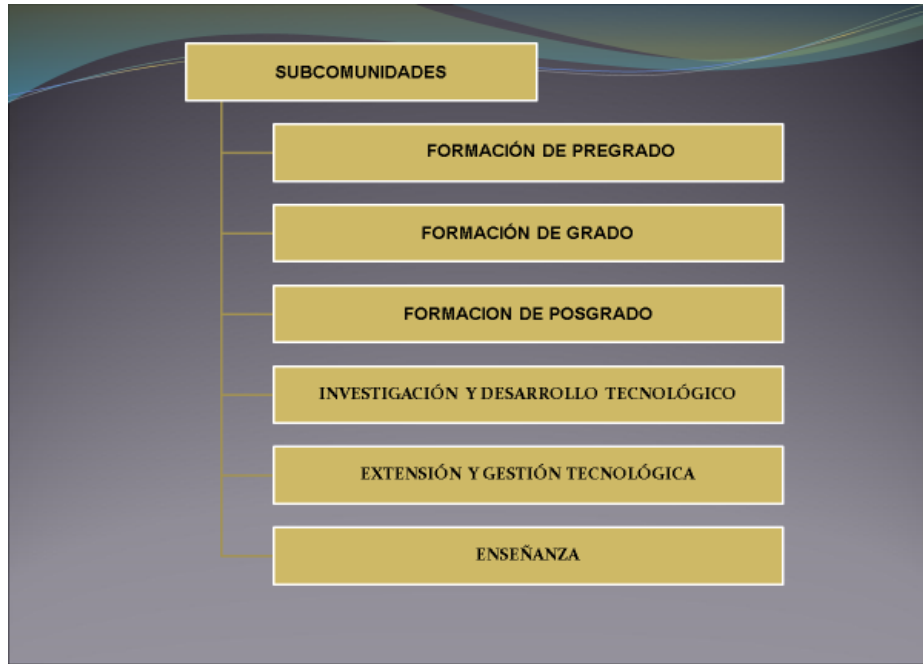 SUBCOMUNIDADES
FORMACIÓN DE PREGRADO
FORMACIÓN DE GRADO
FORMACION DE POSGRADO
INVESTIGACIÓN Y DESARROLLO TECNOLÓGICO
EXTENSIÓN Y GESTIÓN TECNOLÓGICA
ENSEÑANZA